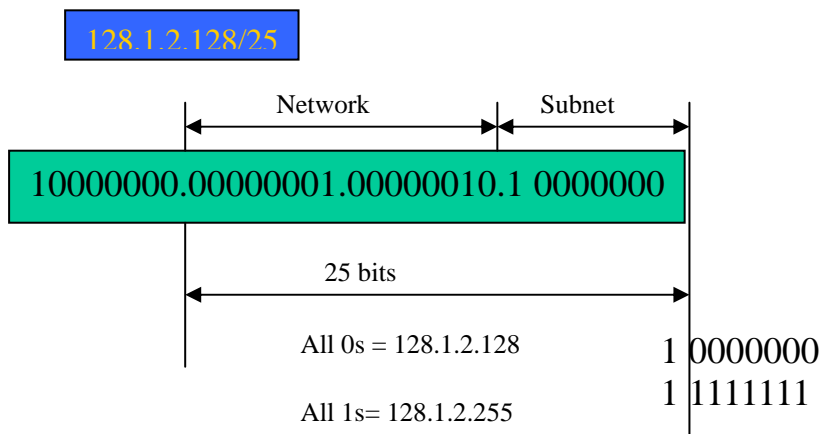 128.1.2.128/25
Network Subnet
10000000.00000001.00000010.1 0000000
25 bits
All 0s = 128.1.2.128
1 0000000
1 1111111
All 1s= 128.1.2.255